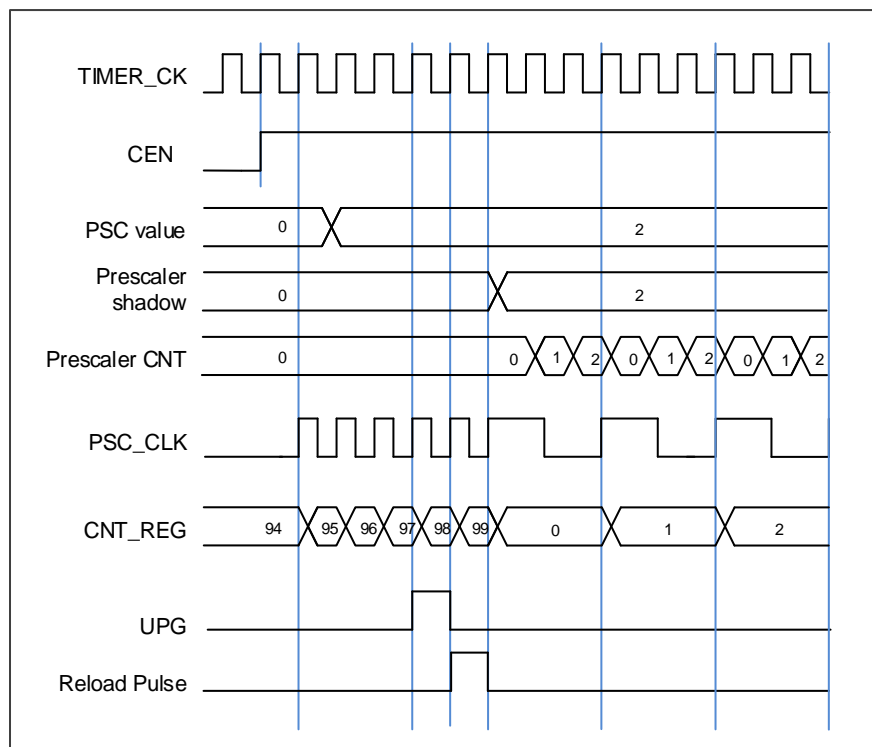 TIMER_CK
CEN
PSC value 0 2
Prescaler
shadow 0 2
Prescaler CNT 0 0 1 2 0 1 2 0 1 2
PSC_CLK
CNT_REG 94 95 96 97 98 99 0 1 2
UPG
Reload Pulse